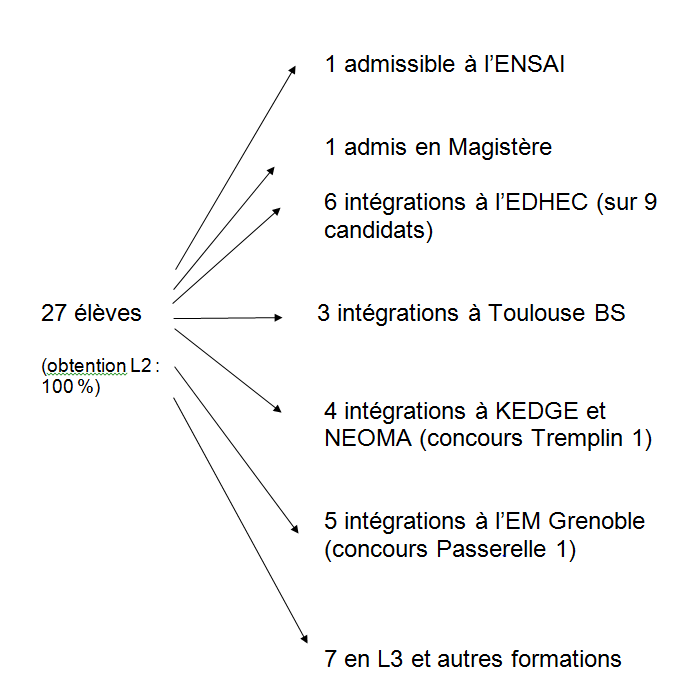 1 admissible à l’ENSAI
1 admis en Magistère
6 intégrations à l’EDHEC (sur 9
candidats)
27 élèves
(obtention L2 :
100 %)
3 intégrations à Toulouse BS
4 intégrations à KEDGE et
NEOMA (concours Tremplin 1)
5 intégrations à l’EM Grenoble
(concours Passerelle 1)
7 en L3 et autres formations